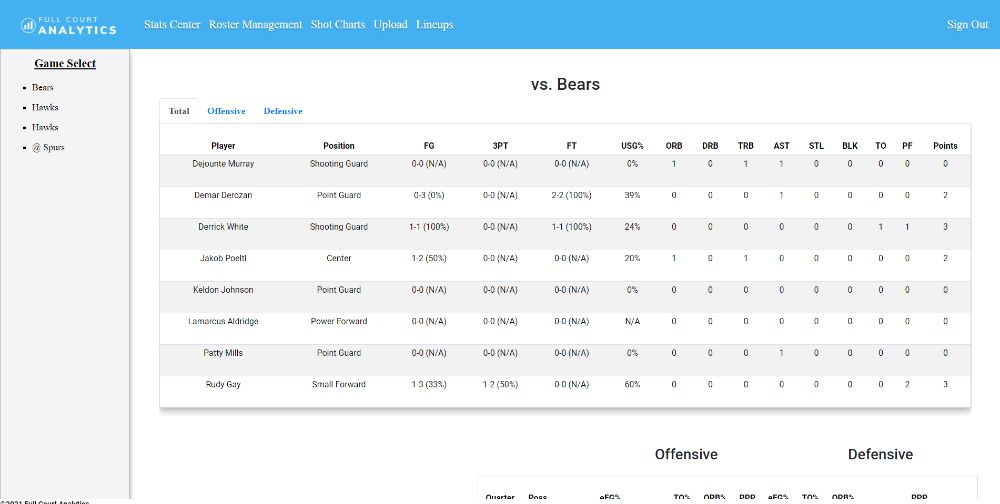 FULL COURT
ANALYTICS
Stats Center Roster Management Shot Charts Upload Lineups Sign Out
Game Select
Bears
Hawks
Hawks
@ Spurs
vs. Bears
Total Offensive Defensive
Player Position FG 3PT FT USG% ORB DRB TRB AST STL BLK TO PF Points
Dejounte Murray Shooting Guard 0-0 (N/A) 0-0 (N/A) 0-0 (N/A) 0% 1 0 1 1 0 0 0 0 0
Demar Derozan Point Guard 0-3 (0%) 0-0 (N/A) 2-2 (100%) 39% 0 0 0 1 0 0 0 0 2
Derrick White Shooting Guard 1-1 (100%) 0-0 (N/A) 1-1 (100%) 24% 0 0 0 0 0 0 1 1 3
Jakob Poeltl Center 1-2 (50%) 0-0 (N/A) 0-0 (N/A) 20% 1 0 1 0 0 0 0 0 2
Keldon Johnson Point Guard 0-0 (N/A) 0-0 (N/A) 0-0 (N/A) 0% 0 0 0 0 0 0 0 0 0
Lamarcus Aldridge Power Forward 0-0 (N/A) 0-0 (N/A) 0-0 (N/A) N/A 0 0 0 0 0 0 0 0 0
Patty Mills Point Guard 0-0 (N/A) 0-0 (N/A) 0-0 (N/A) 0% 0 0 0 1 0 0 0 0 0
Rudy Gay Small Forward 1-3 (33%) 1-2 (50%) 0-0 (N/A) 60% 0 0 0 0 0 0 0 2 3
Offensive Defensive
Quarter Poss eFG% TO% ORB% PPP eFG% TO% ORB% PPP
©2021 Full Court Analytics